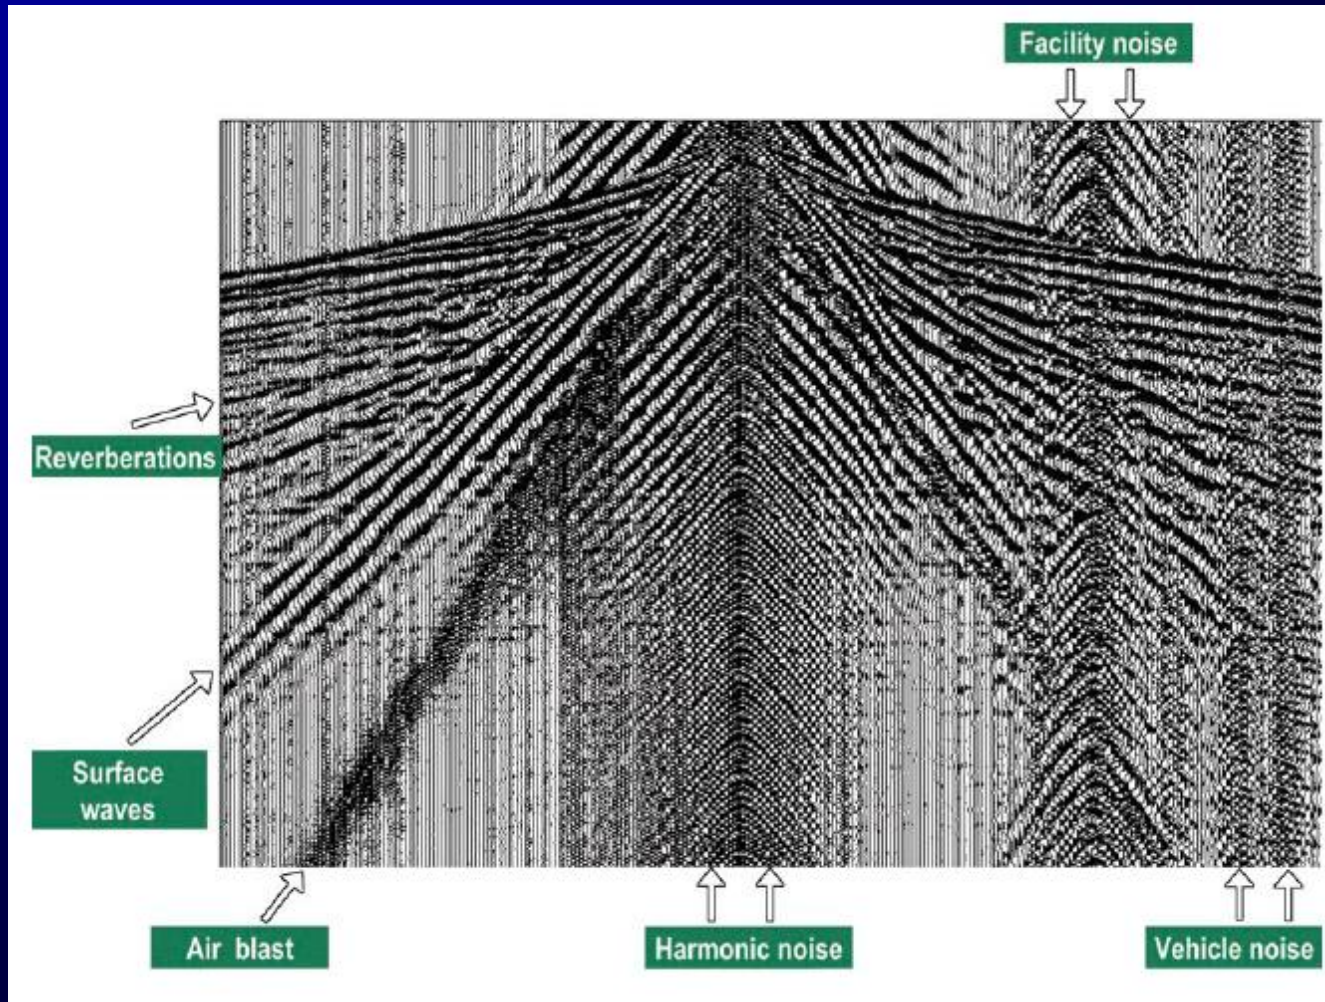 Facility noise
Reverberations
Surface
waves
Air blast
Harmonic noise
Vehicle noise